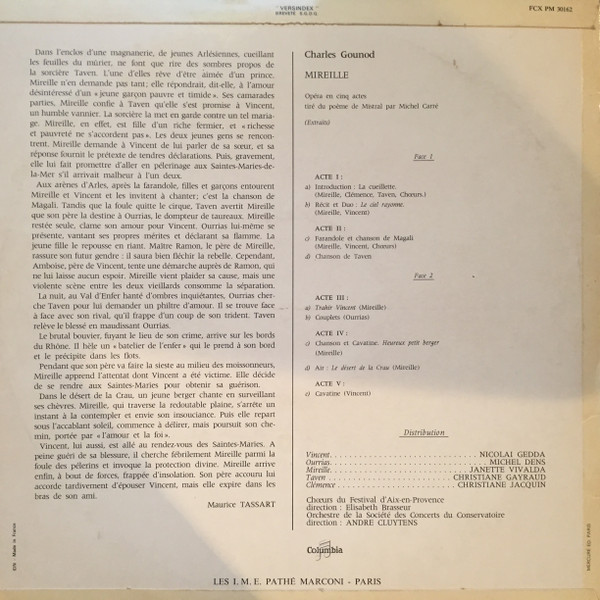 " VERSINDEX "
BREVETÉ S.G.D.G.
FCX PM 30162
Dans l'enclos d'une magnanerie, de jeunes Arlésiennes, cueillant
les feuilles du mûrier, ne font que rire des sombres propos de
la sorcière Taven. L'une d'elles rêve d'être aimée d'un prince.
Mireille n'en demande pas tant; elle répondrait, dit-elle, à l'amour
désintéressé d'un « jeune garçon pauvre et timide ». Ses camarades
parties, Mireille confie à Taven qu'elle s'est promise à Vincent,
un humble vannier. La sorcière la met en garde contre un tel maria-
ge. Mireille, en effet, est fille d'un riche fermier, et « richesse
et pauvreté ne s'accordent pas ». Les deux jeunes gens se rencon-
trent. Mireille demande à Vincent de lui parler de sa sœur, et sa
réponse fournit le prétexte de tendres déclarations. Puis, gravement,
elle lui fait promettre d'aller en pèlerinage aux Saintes-Maries-de-
la-Mer s'il arrivait malheur à l'un deux.
Aux arènes d'Arles, après la farandole, filles et garçons entourent
Mireille et Vincent et les invitent à chanter; c'est la chanson de
Magali. Tandis que la foule quitte le cirque, Taven avertit Mireille
que son père la destine à Ourrias, le dompteur de taureaux. Mireille
restée seule, clame son amour pour Vincent. Ourrias lui-même se
présente, vantant ses propres mérites et déclarant sa flamme. La
jeune fille le repousse en riant. Maître Ramon, le père de Mireille,
rassure son futur gendre : il saura bien fléchir la rebelle. Cependant,
Amboise, père de Vincent, tente une démarche auprès de Ramon, qui
ne lui laisse aucun espoir. Mireille vient plaider sa cause, mais une
violente scène entre les deux vieillards consomme la séparation.
La nuit, au Val d'Enfer hanté d'ombres inquiétantes, Ourrias cher-
che Taven pour lui demander un philtre d'amour. Il se trouve face
à face avec son rival, qu'il frappe d'un coup de son trident. Taven
relève le blessé en maudissant Ourrias.
Le brutal bouvier, fuyant le lieu de son crime, arrive sur les bords
du Rhône. Il hèle un « batelier de l'enfer » qui le prend à son bord
et le précipite dans les flots.
Pendant que son père va faire la sieste au milieu des moissonneurs,
Mireille apprend l'attentat dont Vincent a été victime. Elle décide
de se rendre aux Saintes-Maries pour obtenir sa guérison.
Dans le désert de la Crau, un jeune berger chante en surveillant
ses chèvres. Mireille, qui traverse la redoutable plaine, s'arrête un
instant à la contempler et envie son insouciance. Puis elle repart
sous l'accablant soleil, commence à délirer, mais poursuit son che-
min, portée par « l'amour et la foi ».
Vincent, lui aussi, est allé au rendez-vous des Saintes-Maries. A
peine guéri de sa blessure, il cherche fébrilement Mireille parmi la
foule des pélerins et invoque la protection divine. Mireille arrive
enfin, à bout de forces, frappée d'insolation. Son père accouru lui
accorde tardivement d'épouser Vincent, mais elle expire dans les
bras de son ami.
Maurice TASSART
Charles Gounod
MIREILLE
Opéra en cinq actes
tiré du poème de Mistral par Michel Carré
(Extraits)
Face 1
ACTE I :
a) Introduction : La cueillette.
(Mireille, Clémence, Taven, Chœurs.)
b) Récit et Duo : Le ciel rayonne.
(Mireille, Vincent)
ACTE II :
c) Farandole et chanson de Magali
(Mireille, Vincent, Chœurs)
d) Chanson de Taven
Face 2
ACTE III :
a) Trahir Vincent (Mireille)
b) Couplets (Ourrias)
ACTE IV :
c) Chanson et Cavatine. Heureux petit berger
(Mireille)
d) Air : Le désert de la Crau (Mireille)
ACTE V :
e) Cavatine (Vincent)
Distribution
Vincent. . . . . NICOLAI GEDDA
Ourrias. . . . . MICHEL DENS
Mireille. . . . . JANETTE VIVALDA
Taven . . . . . CHRISTIANE GAYRAUD
Clémence . . . . . CHRISTIANE JACQUIN
Chœurs du Festival d'Aix-en-Provence
direction : Elisabeth Brasseur
Orchestre de la Société des Concerts du Conservatoire
direction : ANDRE CLUYTENS
Columbia
Made in France
MERCURE ED. PARIS
LES I. M. E. PATHÉ MARCONI - PARIS